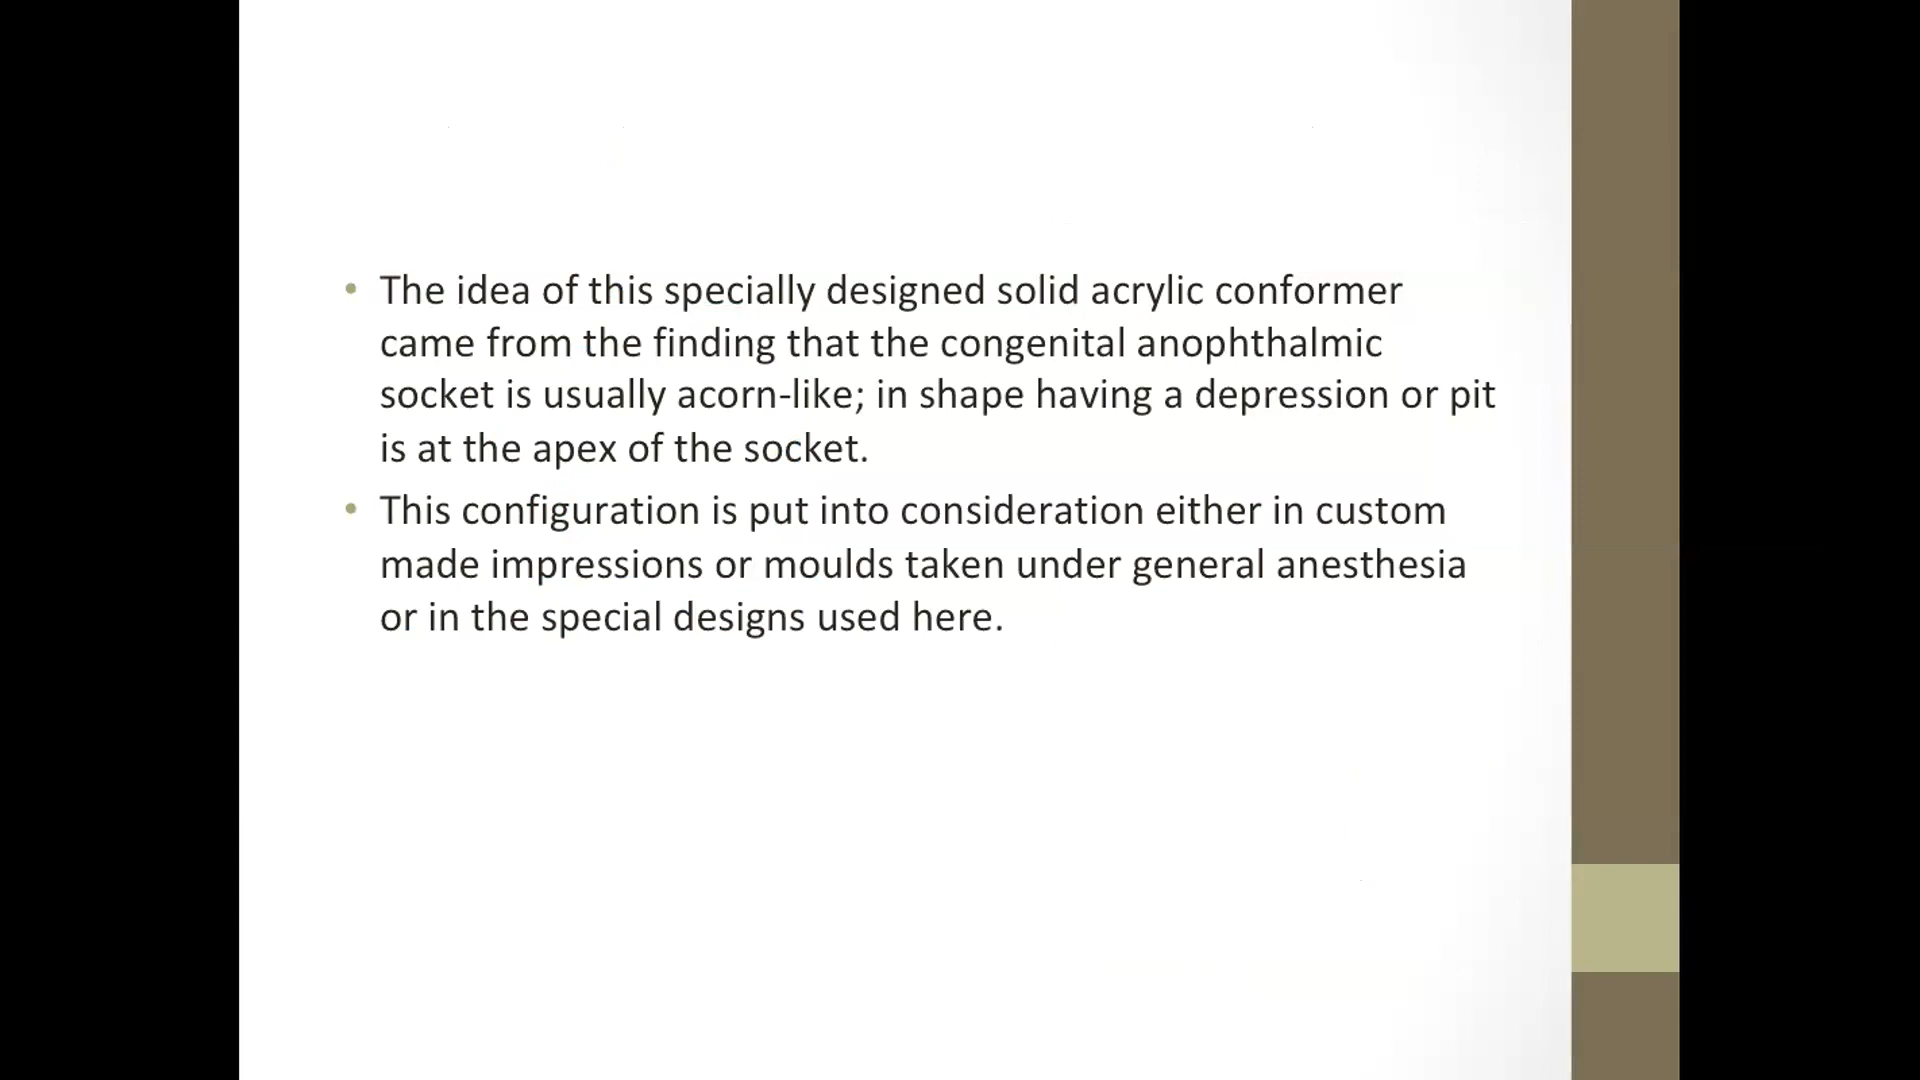 • The idea of this specially designed solid acrylic conformer
came from the finding that the congenital anophthalmic
socket is usually acorn-like; in shape having a depression or pit
is at the apex of the socket.
• This configuration is put into consideration either in custom
made impressions or moulds taken under general anesthesia
or in the special designs used here.